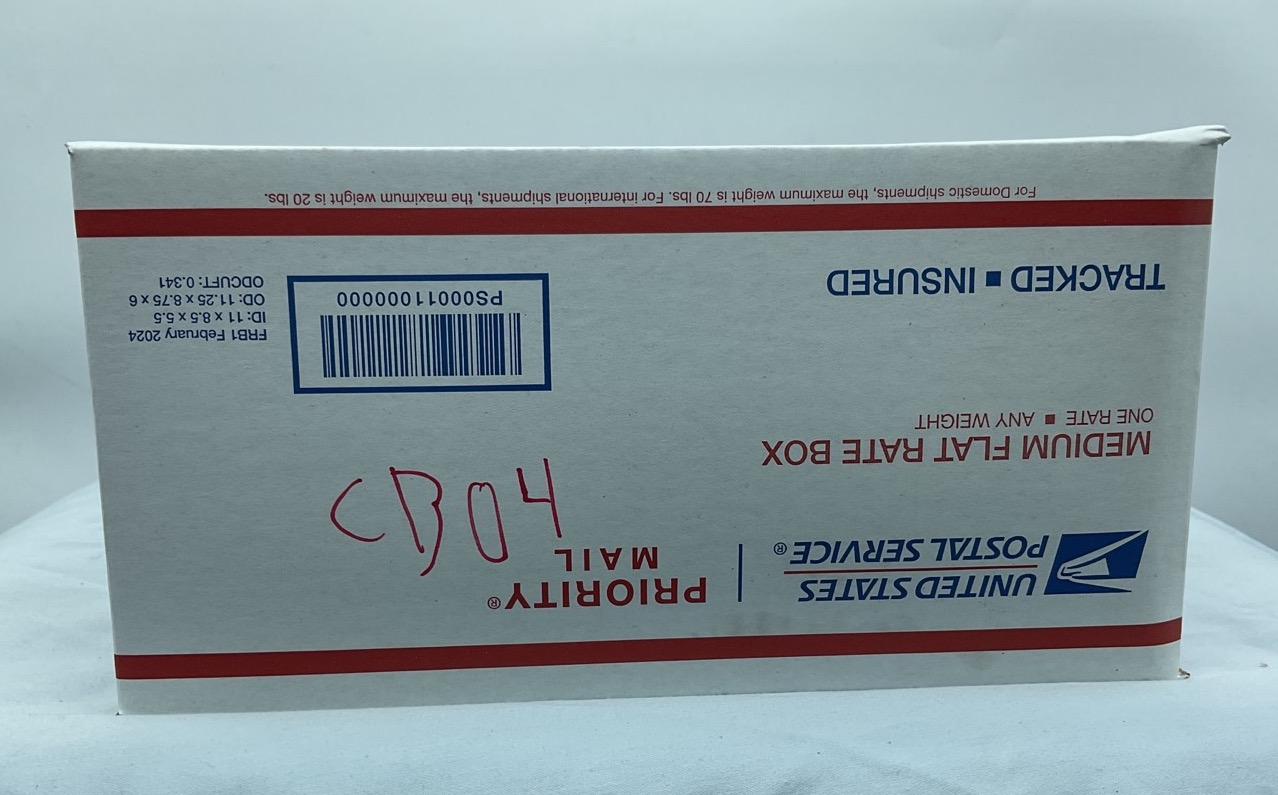 UNITED STATES
POSTAL SERVICE®
PRIORITY®
MAIL
CB04
MEDIUM FLAT RATE BOX
ONE RATE ■ ANY WEIGHT
TRACKED ■ INSURED
PS00011000000
FRB1 February 2024
ID: 11 x 8.5 x 5.5
OD: 11.25 x 8.75 x 6
ODCUFT: 0.341
For Domestic shipments, the maximum weight is 70 lbs. For international shipments, the maximum weight is 20 lbs.